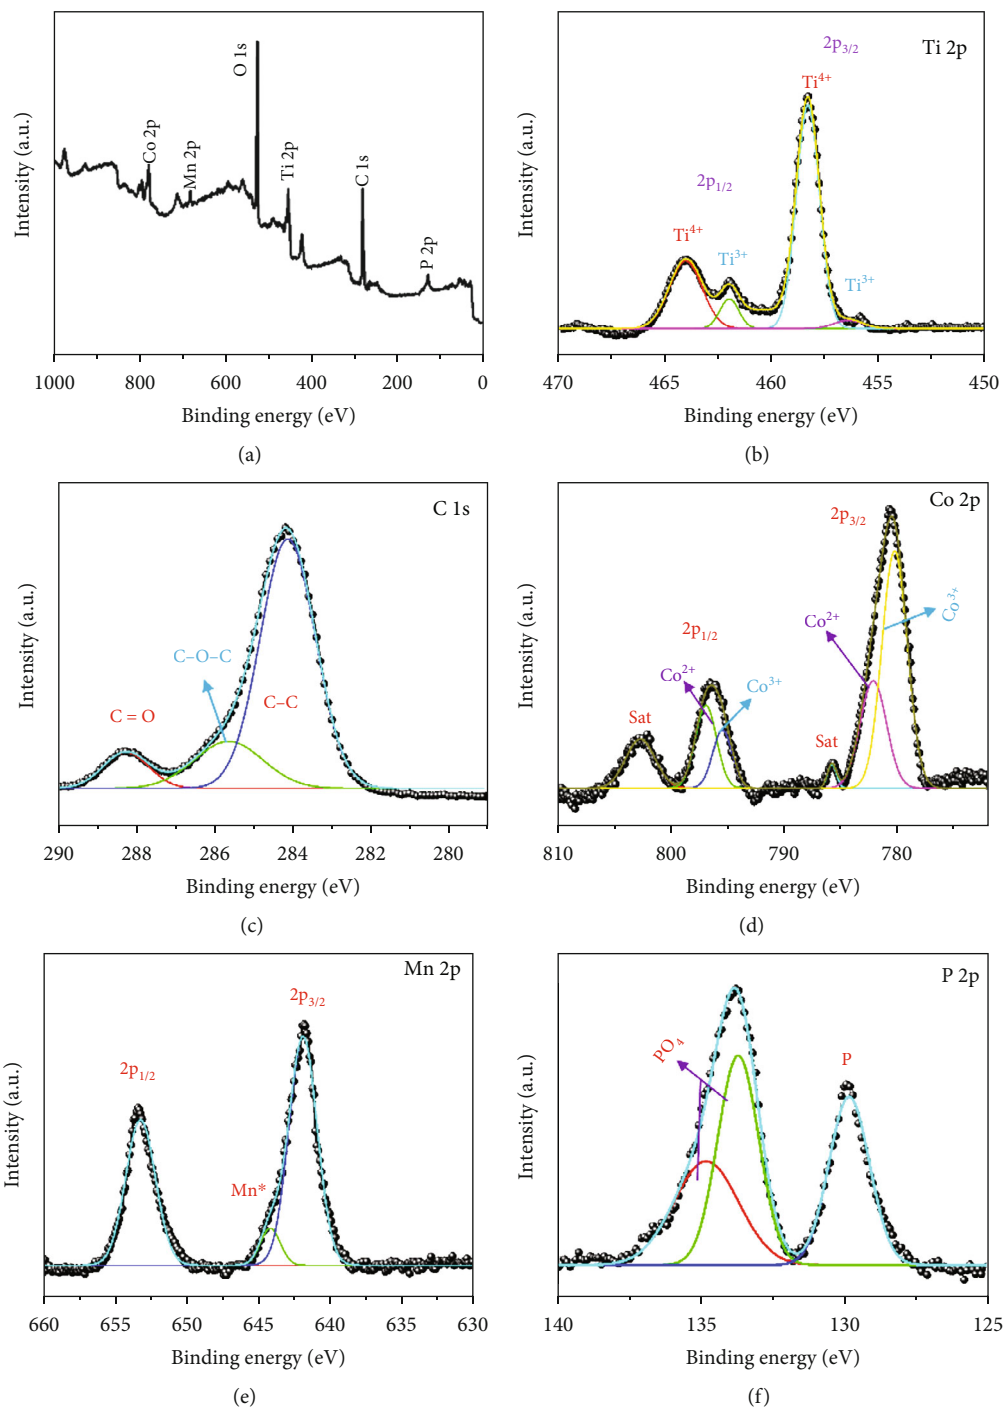 Intensity (a.u.)
O 1s
Co 2p
Mn 2p
Ti 2p
C 1s
P 2p
1000 800 600 400 200 0
Binding energy (eV)
(a)
Intensity (a.u.)
Ti 2p
2p3/2
Ti4+
2p1/2
Ti4+
Ti3+
Ti3+
470 465 460 455 450
Binding energy (eV)
(b)
Intensity (a.u.)
C 1s
C–O–C
C = O
C–C
290 288 286 284 282 280
Binding energy (eV)
(c)
Intensity (a.u.)
Co 2p
2p3/2
Co3+
Co2+
2p1/2
Co2+
Co3+
Sat
Sat
810 800 790 780
Binding energy (eV)
(d)
Intensity (a.u.)
Mn 2p
2p3/2
2p1/2
Mn*
660 655 650 645 640 635 630
Binding energy (eV)
(e)
Intensity (a.u.)
P 2p
PO4
P
140 135 130 125
Binding energy (eV)
(f)